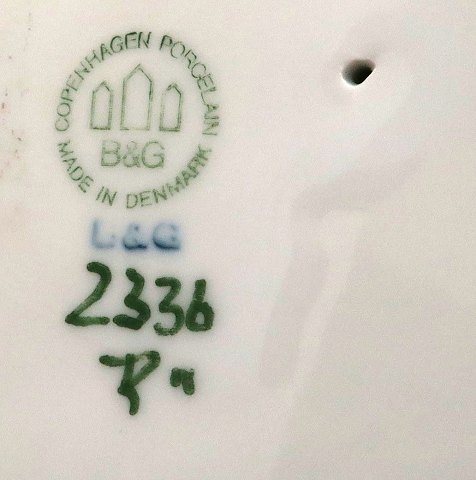 COPENHAGEN PORCELAIN
B&G
MADE IN DENMARK
B&G
2336